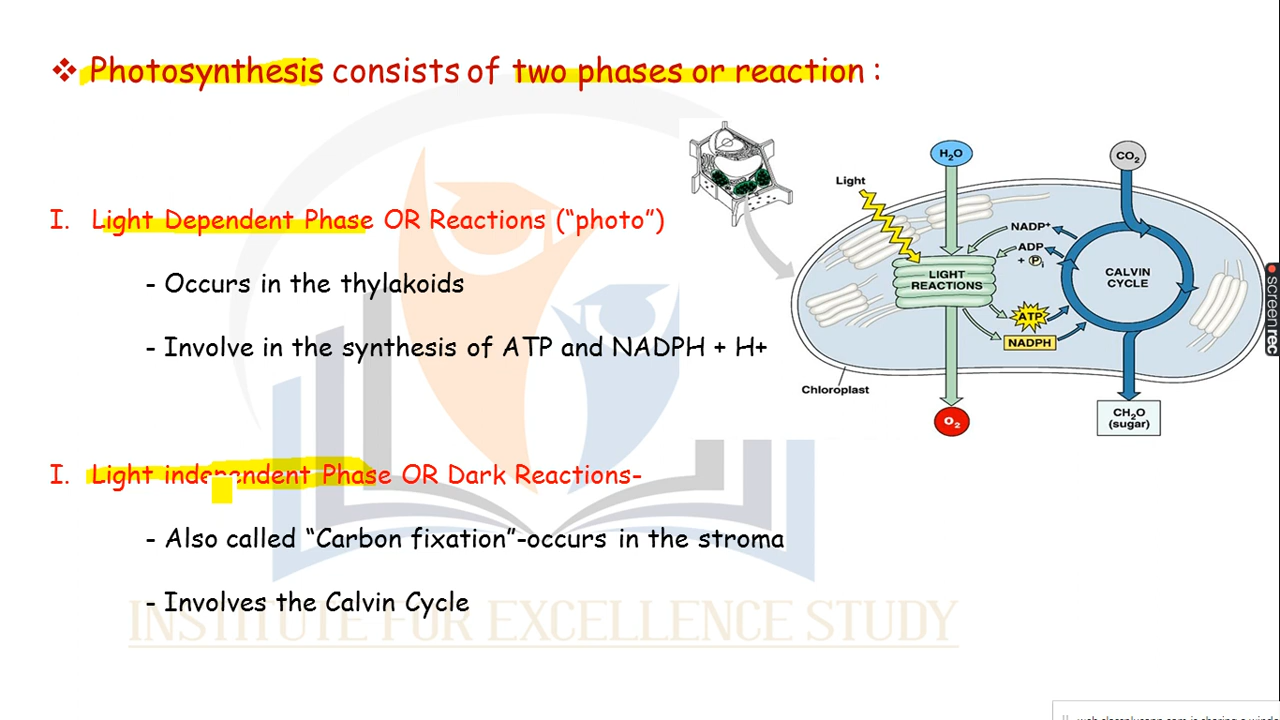 ❖ Photosynthesis consists of two phases or reaction :
I. Light Dependent Phase OR Reactions (“photo”)
- Occurs in the thylakoids
- Involve in the synthesis of ATP and NADPH + H+
I. Light independent Phase OR Dark Reactions-
- Also called “Carbon fixation”-occurs in the stroma
- Involves the Calvin Cycle
INSTITUTE FOR EXCELLENCE STUDY
H₂O
CO₂
Light
NADP⁺
ADP
+ Pᵢ
LIGHT
REACTIONS
CALVIN
CYCLE
ATP
NADPH
Chloroplast
O₂
CH₂O
(sugar)
screenrec